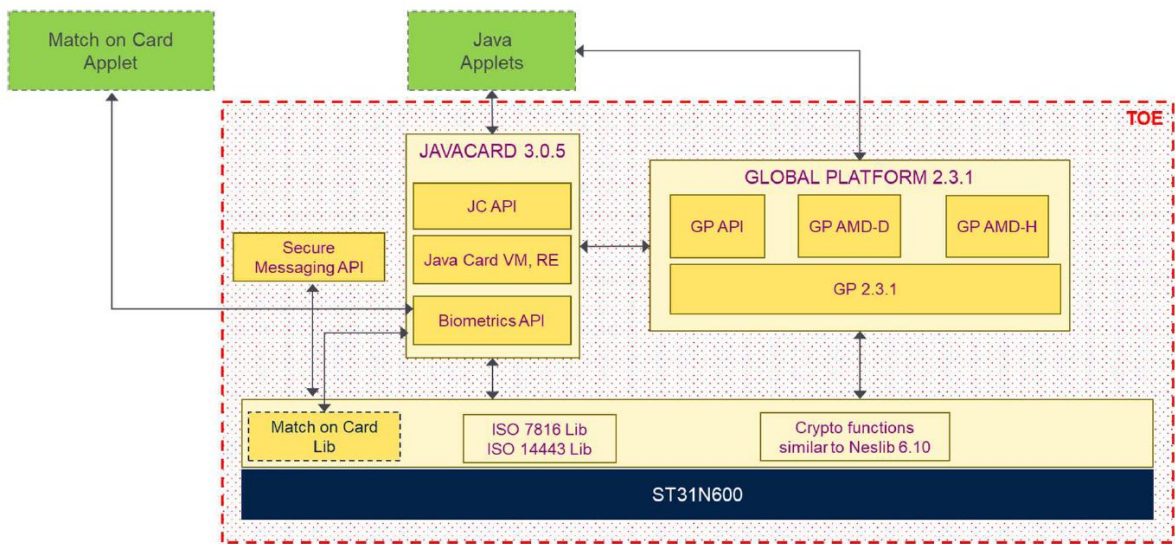 Match on Card
Applet
Java
Applets
TOE
JAVACARD 3.0.5
JC API
Java Card VM, RE
Biometrics API
Secure
Messaging API
GLOBAL PLATFORM 2.3.1
GP API
GP AMD-D
GP AMD-H
GP 2.3.1
Match on Card
Lib
ISO 7816 Lib
ISO 14443 Lib
Crypto functions
similar to Neslib 6.10
ST31N600